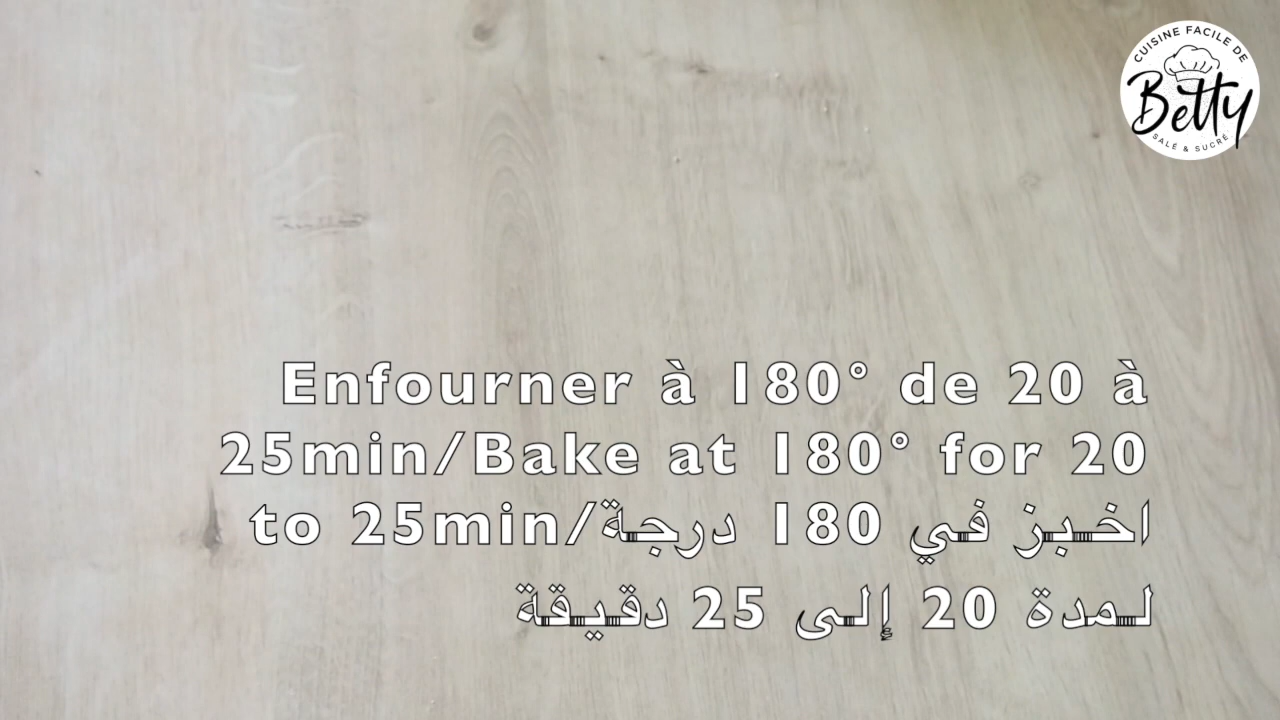 CUISINE FACILE DE
Betty
SALÉ & SUCRÉ
Enfourner à 180° de 20 à
25min/Bake at 180° for 20
to 25min/اخبز في 180 درجة
لمدة 20 إلى 25 دقيقة